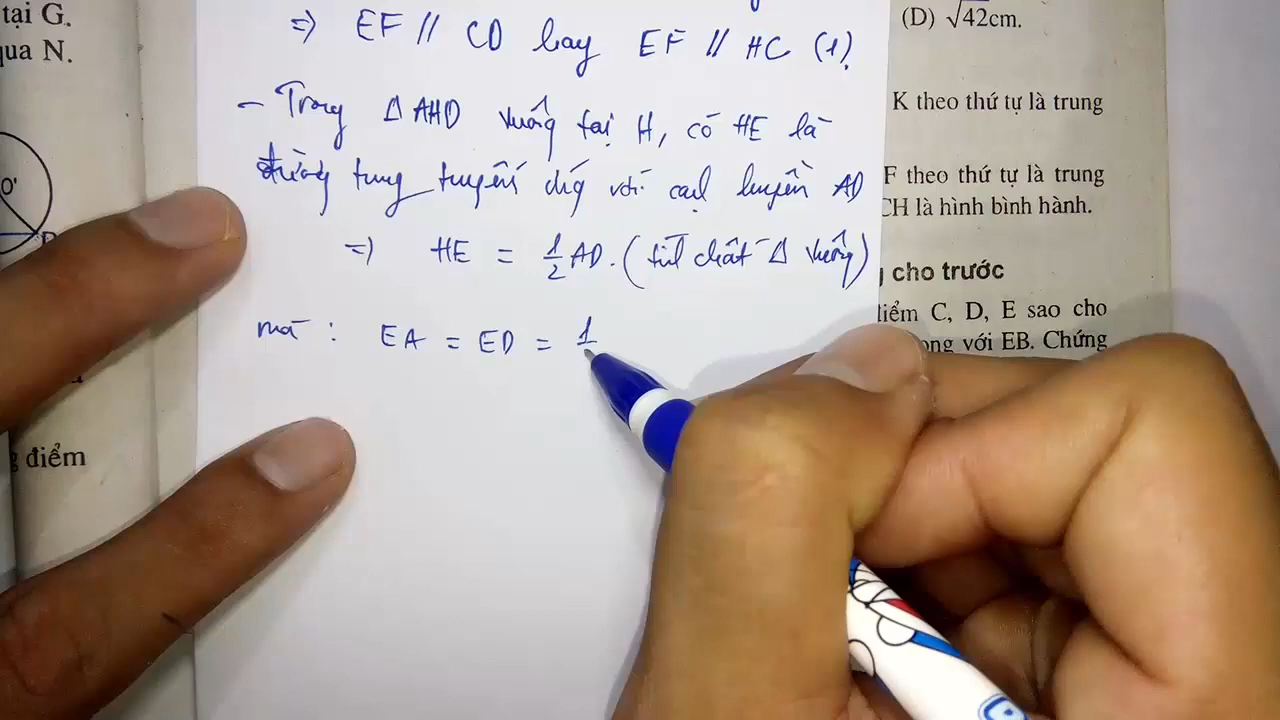 tại G.
qua N.
O'
điểm
⇒ EF // CD hay EF // HC (1).
- Trong Δ AHD vuông tại H, có HE là
đường trung tuyến ứng với cạnh huyền AD
⇒ HE = 1/2 AD. (tính chất Δ vuông)
mà : EA = ED = 1
(D) √42cm.
K theo thứ tự là trung
F theo thứ tự là trung
CH là hình bình hành.
cho trước
điểm C, D, E sao cho
với EB. Chứng